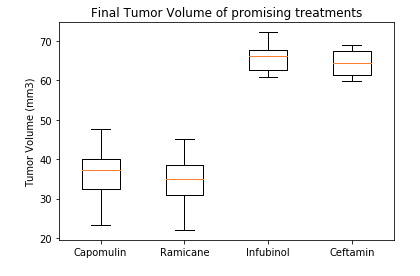 Final Tumor Volume of promising treatments
Tumor Volume (mm3)
70
60
50
40
30
20
Capomulin Ramicane Infubinol Ceftamin